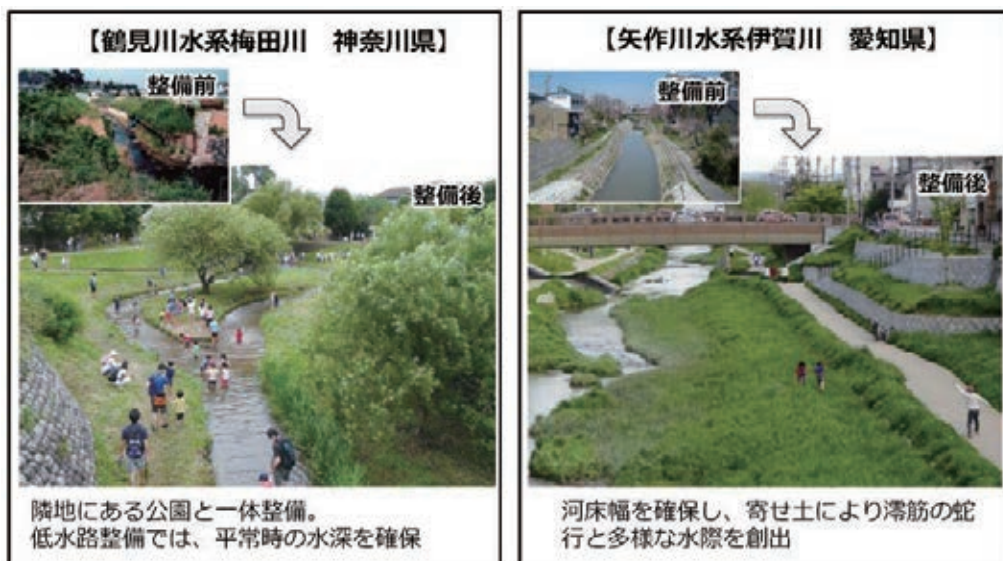 【鶴見川水系梅田川　神奈川県】
整備前
整備後
隣地にある公園と一体整備。
低水路整備では、平常時の水深を確保
【矢作川水系伊賀川　愛知県】
整備前
整備後
河床幅を確保し、寄せ土により澪筋の蛇
行と多様な水際を創出